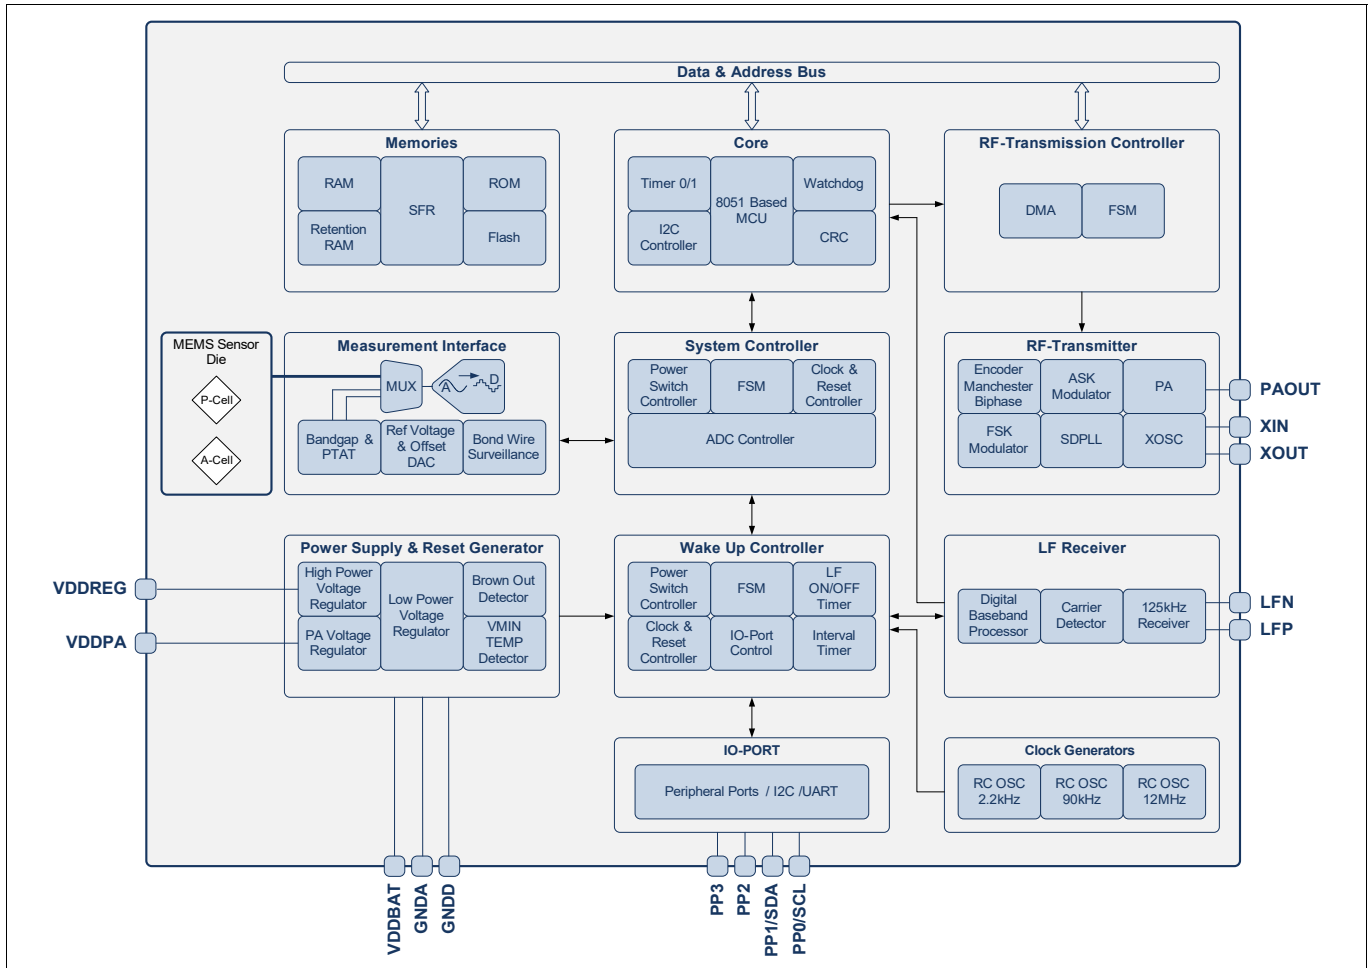 Data & Address Bus
Memories
RAM
SFR
ROM
Retention
RAM
Flash
Core
Timer 0/1
8051 Based
MCU
Watchdog
I2C
Controller
CRC
RF-Transmission Controller
DMA
FSM
MEMS Sensor
Die
P-Cell
A-Cell
Measurement Interface
MUX
A
D
Bandgap &
PTAT
Ref Voltage
& Offset
DAC
Bond Wire
Surveillance
System Controller
Power
Switch
Controller
FSM
Clock &
Reset
Controller
ADC Controller
RF-Transmitter
Encoder
Manchester
Biphase
ASK
Modulator
PA
FSK
Modulator
SDPLL
XOSC
PAOUT
XIN
XOUT
VDDREG
VDDPA
Power Supply & Reset Generator
High Power
Voltage
Regulator
Low Power
Voltage
Regulator
Brown Out
Detector
PA Voltage
Regulator
VMIN
TEMP
Detector
Wake Up Controller
Power
Switch
Controller
FSM
LF
ON/OFF
Timer
Clock &
Reset
Controller
IO-Port
Control
Interval
Timer
LF Receiver
Digital
Baseband
Processor
Carrier
Detector
125kHz
Receiver
LFN
LFP
IO-PORT
Peripheral Ports / I2C /UART
Clock Generators
RC OSC
2.2kHz
RC OSC
90kHz
RC OSC
12MHz
VDDBAT
GNDA
GNDD
PP3
PP2
PP1/SDA
PP0/SCL